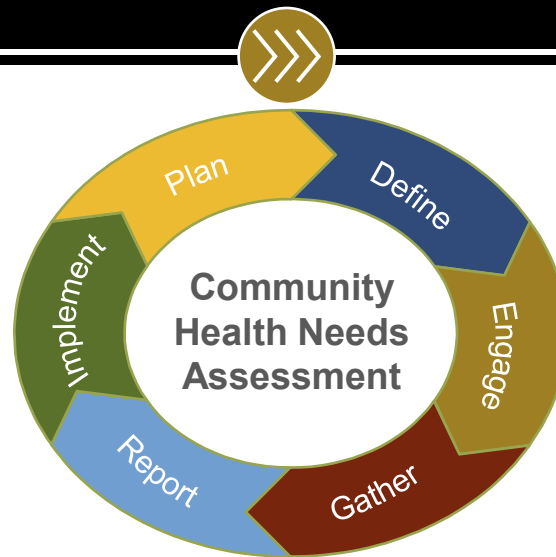 Plan
Define
Engage
Gather
Report
Implement
Community
Health Needs
Assessment